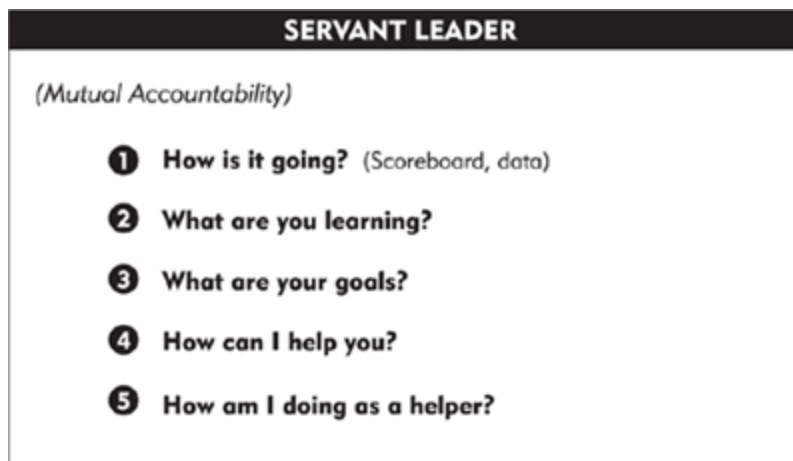 SERVANT LEADER
(Mutual Accountability)
1 How is it going? (Scoreboard, data)
2 What are you learning?
3 What are your goals?
4 How can I help you?
5 How am I doing as a helper?